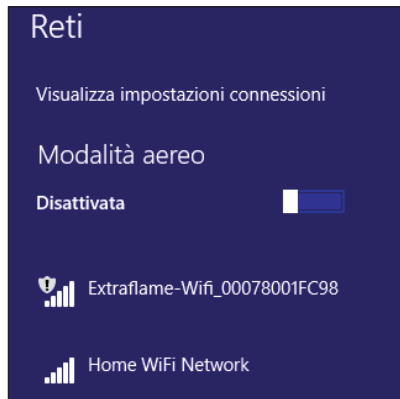 Reti
Visualizza impostazioni connessioni
Modalità aereo
Disattivata
Extraflame-Wifi_00078001FC98
Home WiFi Network